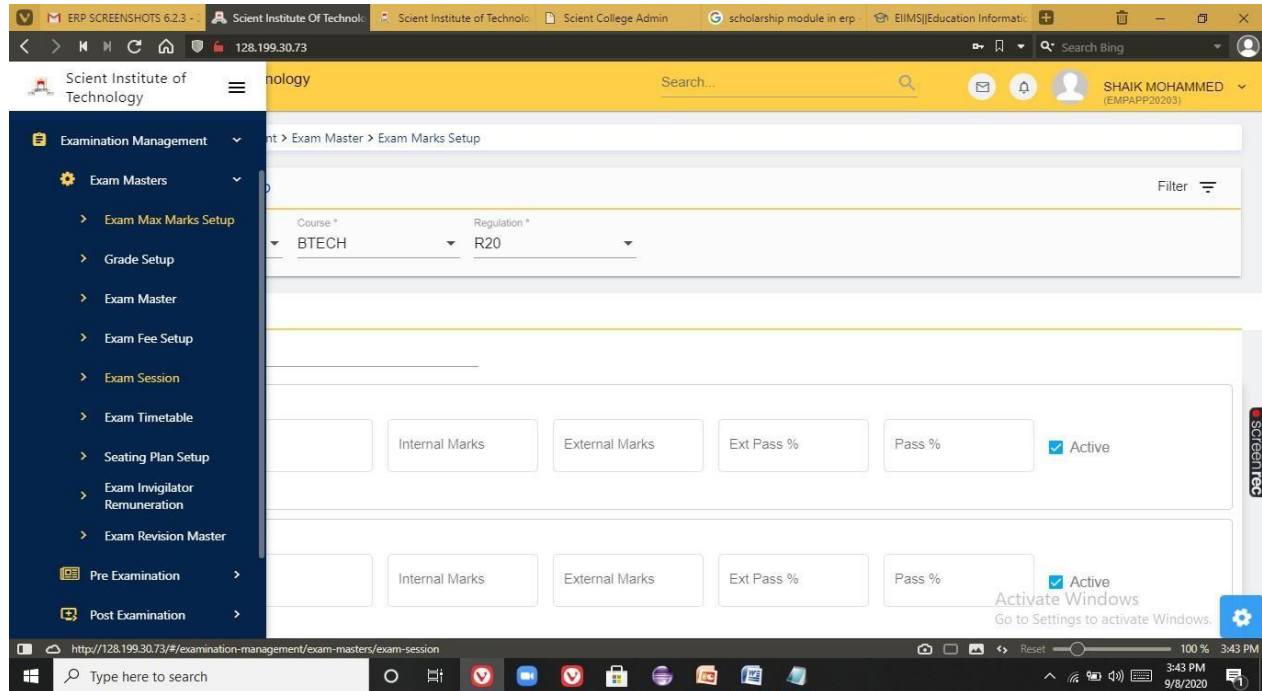 ERP SCREENSHOTS 6.2.3 -
Scient Institute Of Technolo
Scient Institute of Technolo
Scient College Admin
scholarship module in erp -
EIIMS||Education Informatic
128.199.30.73
Search Bing
Scient Institute of
Technology
nology
Search...
SHAIK MOHAMMED
(EMPAPP20203)
Examination Management
nt > Exam Master > Exam Marks Setup
Exam Masters
Filter
Exam Max Marks Setup
Course *
Regulation *
BTECH
R20
Grade Setup
Exam Master
Exam Fee Setup
Exam Session
Exam Timetable
Seating Plan Setup
Exam Invigilator
Remuneration
Exam Revision Master
Pre Examination
Post Examination
Internal Marks
External Marks
Ext Pass %
Pass %
Active
Internal Marks
External Marks
Ext Pass %
Pass %
Active
screenrec
Activate Windows
Go to Settings to activate Windows.
http://128.199.30.73/#/examination-management/exam-masters/exam-session
Reset
100 %
3:43 PM
Type here to search
3:43 PM
9/8/2020